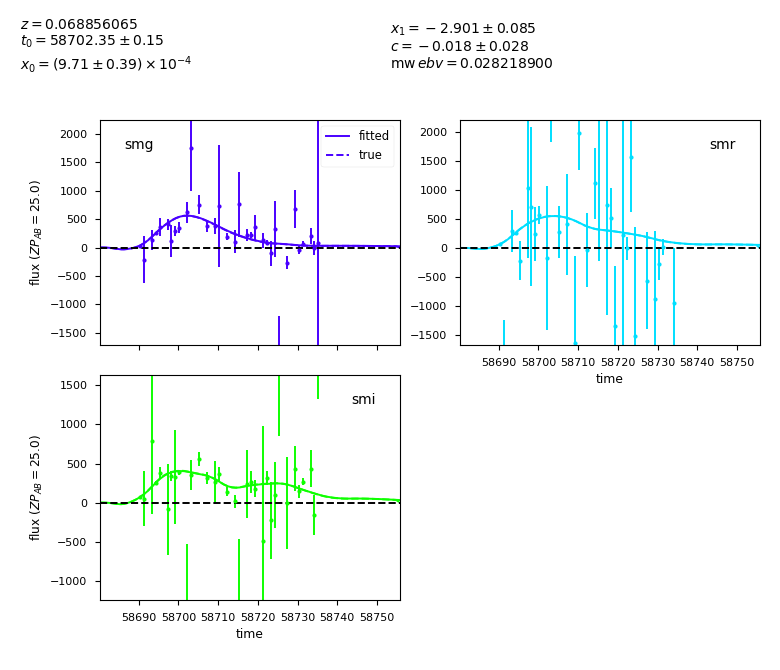 z = 0.068856065
t₀ = 58702.35 ± 0.15
x₀ = (9.71 ± 0.39) × 10⁻⁴
x₁ = −2.901 ± 0.085
c = −0.018 ± 0.028
mw ebv = 0.028218900
smg
fitted
true
flux (ZP_AB = 25.0)
2000
1500
1000
500
0
−500
−1000
−1500
smr
2000
1500
1000
500
0
−500
−1000
−1500
58690 58700 58710 58720 58730 58740 58750
time
smi
flux (ZP_AB = 25.0)
1500
1000
500
0
−500
−1000
58690 58700 58710 58720 58730 58740 58750
time